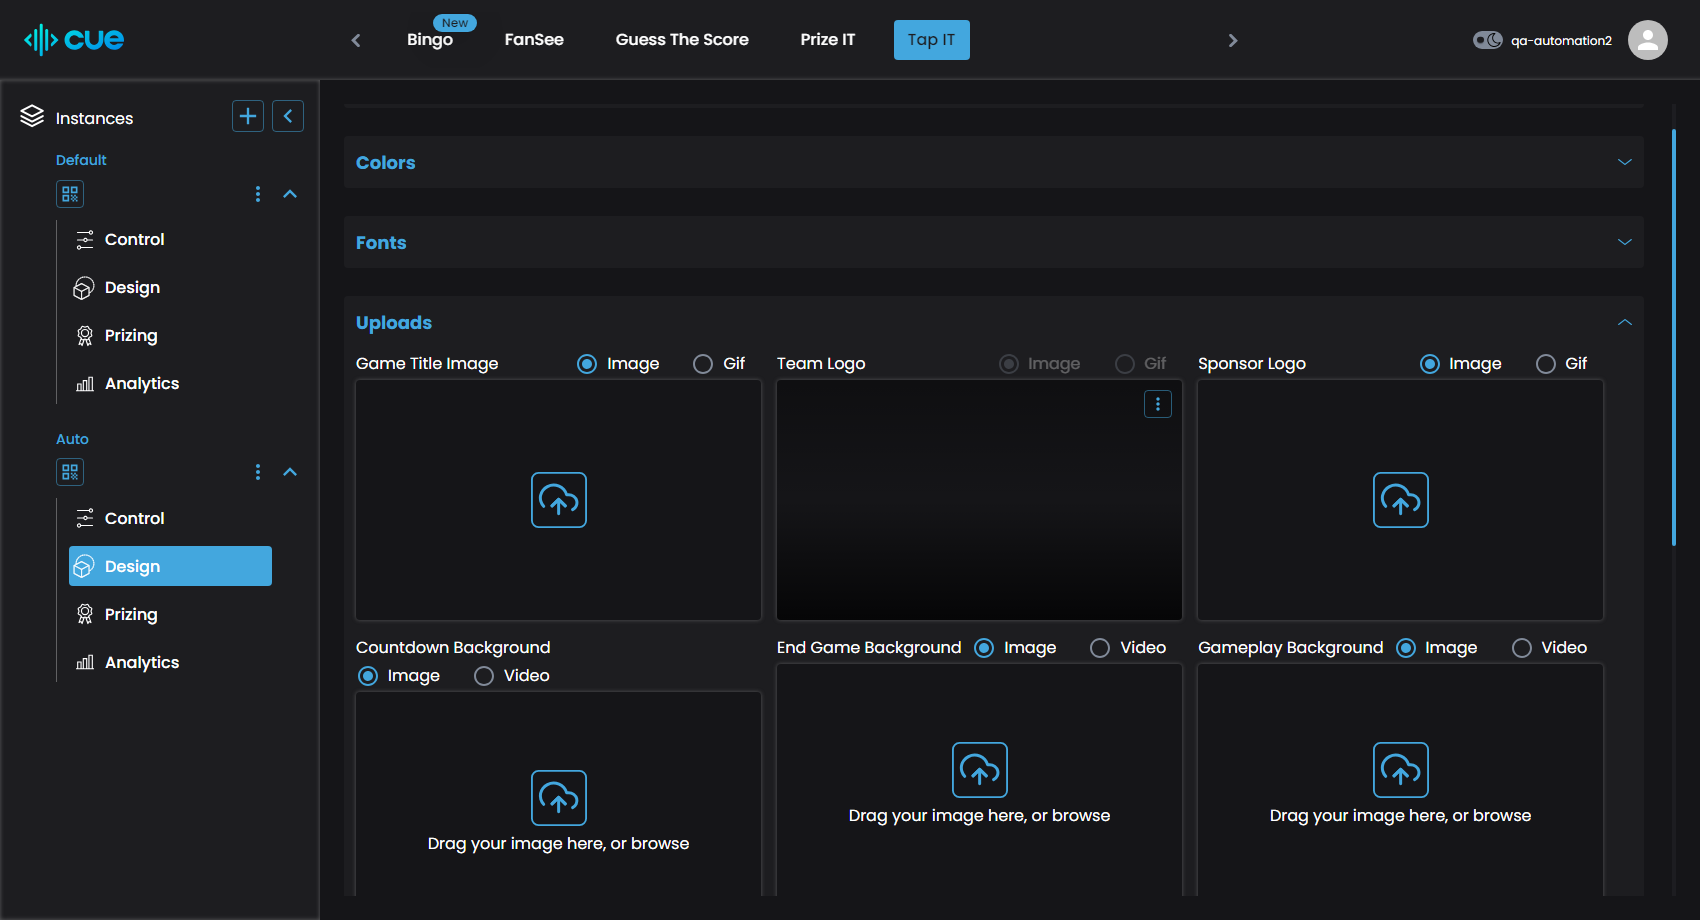 cue
New
Bingo
FanSee
Guess The Score
Prize IT
Tap IT
qa-automation2
Instances
Default
Control
Design
Prizing
Analytics
Auto
Control
Design
Prizing
Analytics
Colors
Fonts
Uploads
Game Title Image Image Gif
Team Logo Image Gif
Sponsor Logo Image Gif
Countdown Background
Image Video
End Game Background Image Video
Gameplay Background Image Video
Drag your image here, or browse
Drag your image here, or browse
Drag your image here, or browse